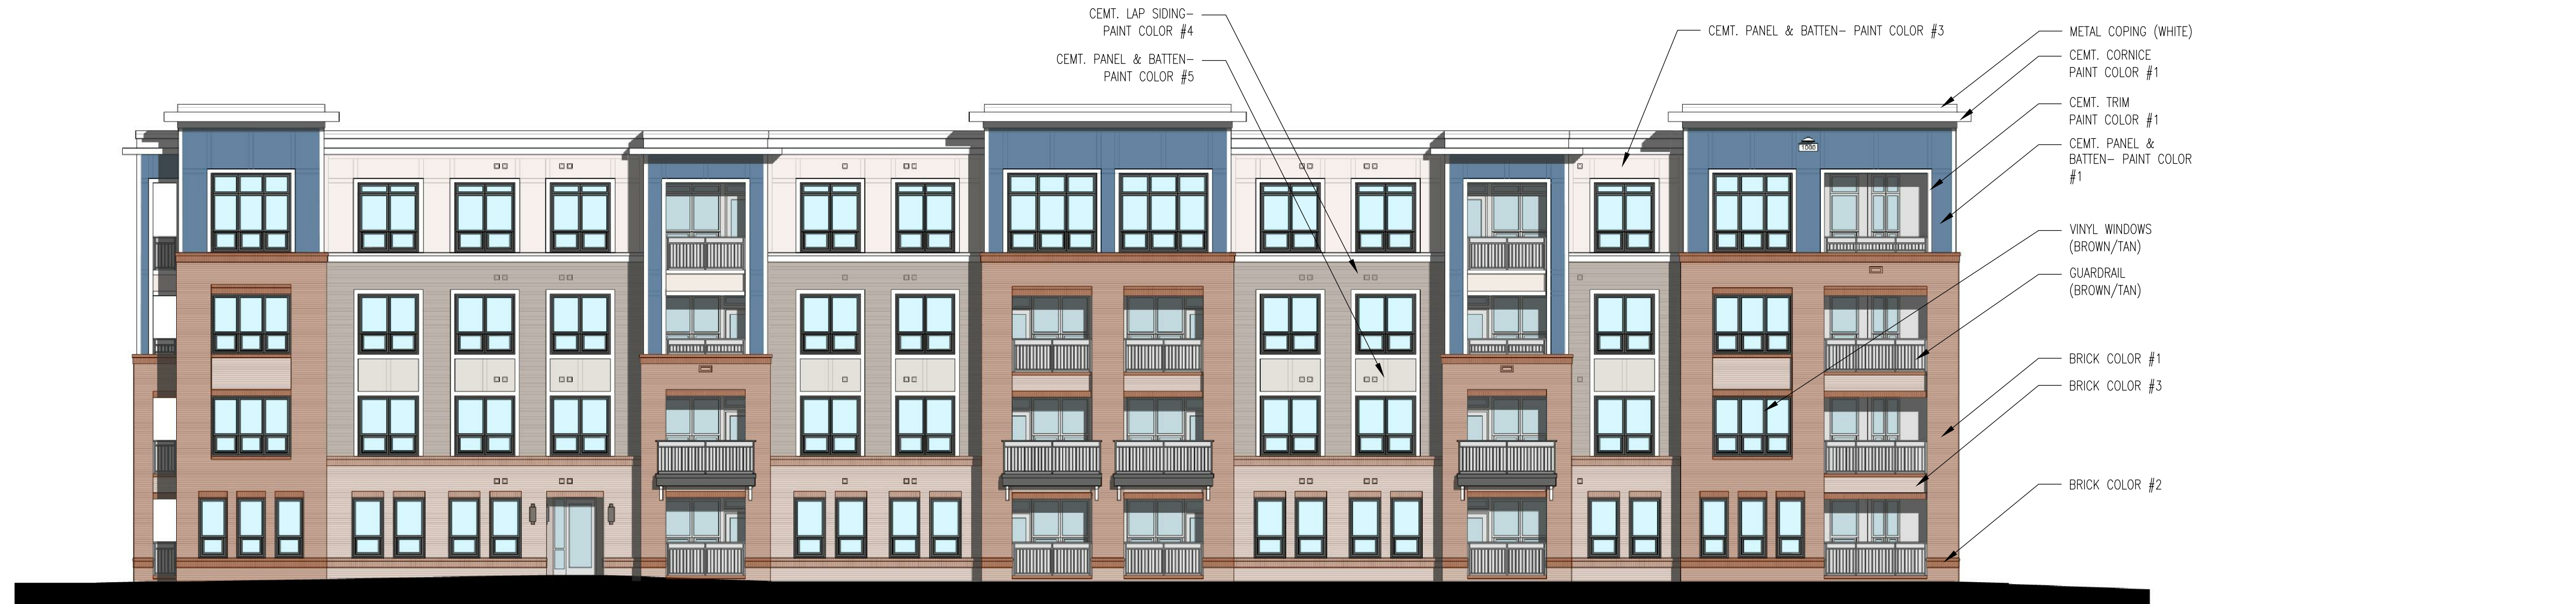 CEMT. LAP SIDING-
PAINT COLOR #4
CEMT. PANEL & BATTEN-
PAINT COLOR #5
CEMT. PANEL & BATTEN- PAINT COLOR #3
METAL COPING (WHITE)
CEMT. CORNICE
PAINT COLOR #1
CEMT. TRIM
PAINT COLOR #1
CEMT. PANEL &
BATTEN- PAINT COLOR
#1
VINYL WINDOWS
(BROWN/TAN)
GUARDRAIL
(BROWN/TAN)
BRICK COLOR #1
BRICK COLOR #3
BRICK COLOR #2